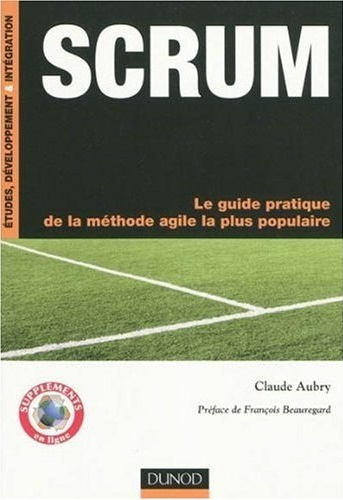 ÉTUDES, DÉVELOPPEMENT & INTÉGRATION
SCRUM
Le guide pratique
de la méthode agile la plus populaire
Claude Aubry
Préface de François Beauregard
SUPPLÉMENTS
en ligne
DUNOD